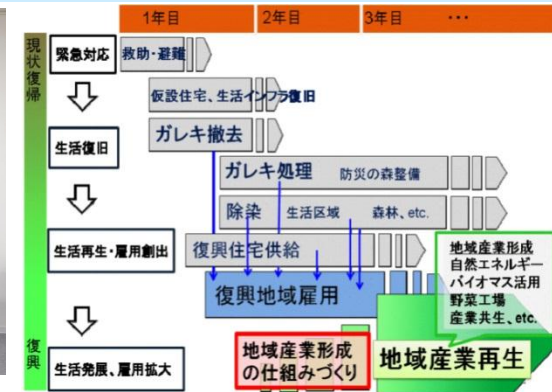 1年目
2年目
3年目
・・・
現状復帰
緊急対応
救助・避難
仮設住宅、生活インフラ復旧
ガレキ撤去
生活復旧
ガレキ処理 防災の森整備
除染 生活区域 森林、etc.
生活再生・雇用創出
復興住宅供給
地域産業形成
自然エネルギー
バイオマス活用
野菜工場
産業共生、etc.
復興地域雇用
復興
生活発展、雇用拡大
地域産業形成
の仕組みづくり
地域産業再生